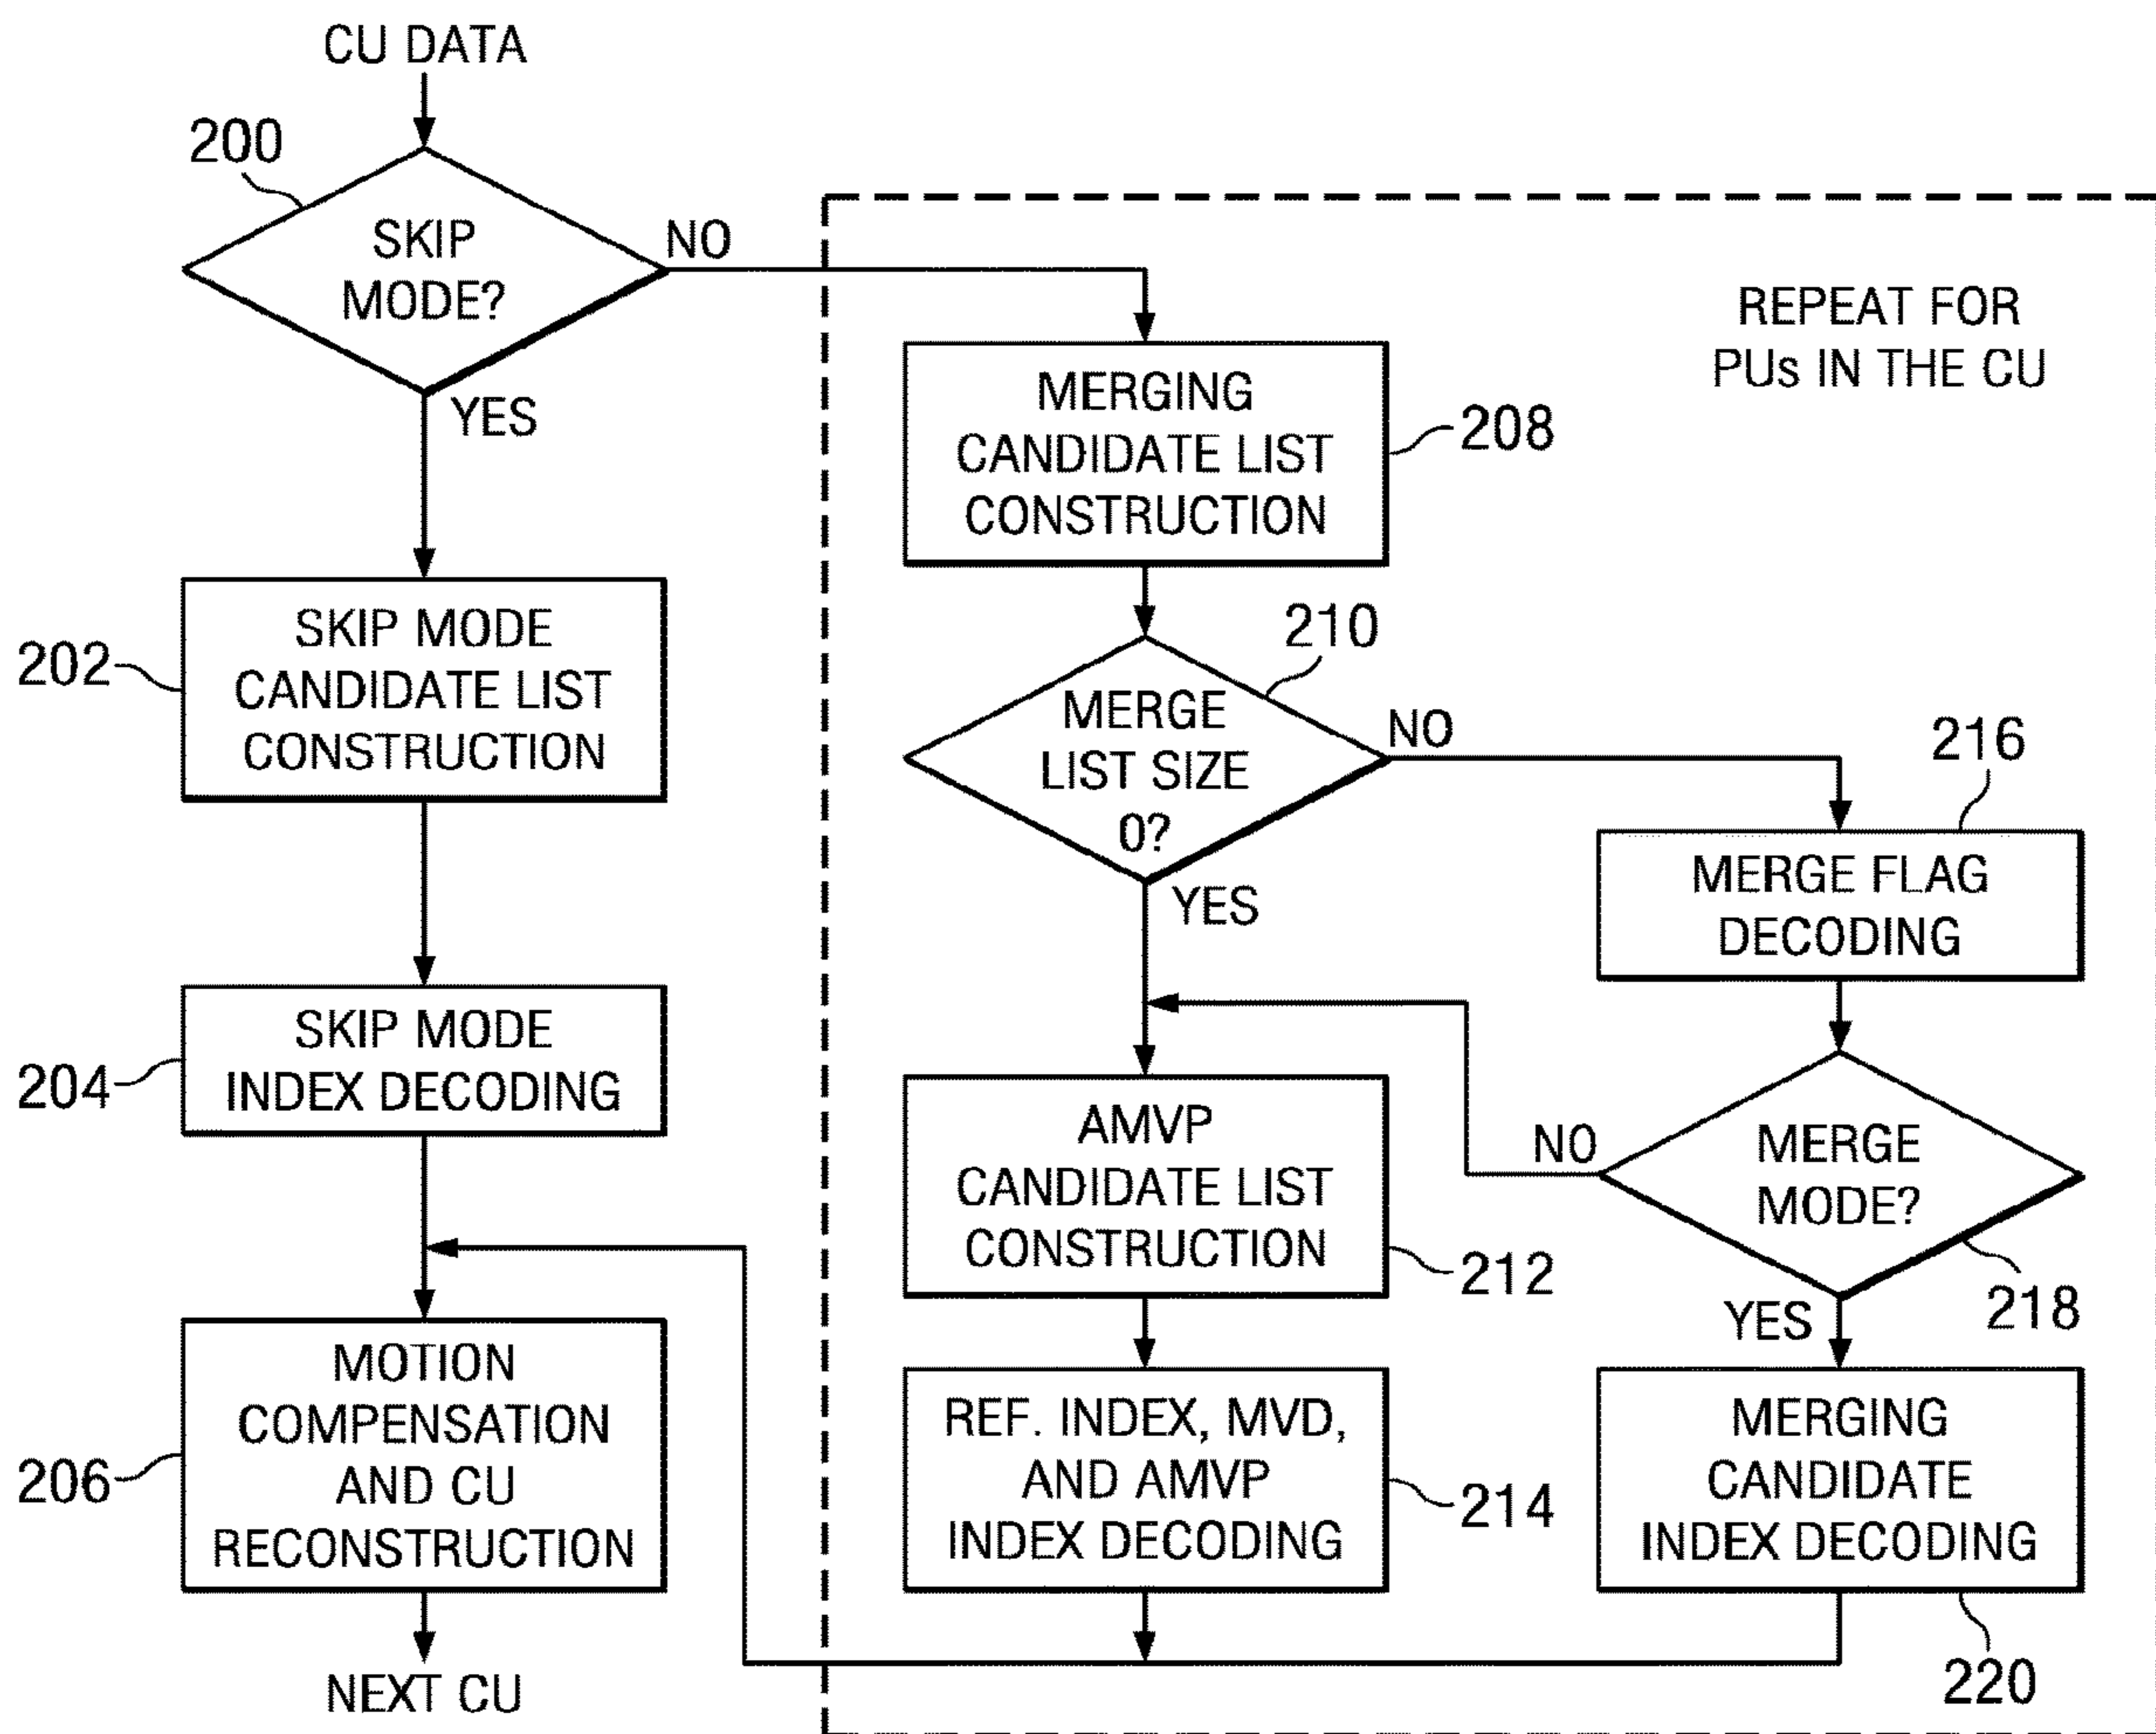 CU DATA
200
SKIP
MODE?
NO
YES
202
SKIP MODE
CANDIDATE LIST
CONSTRUCTION
204
SKIP MODE
INDEX DECODING
206
MOTION
COMPENSATION
AND CU
RECONSTRUCTION
NEXT CU
REPEAT FOR
PUs IN THE CU
MERGING
CANDIDATE LIST
CONSTRUCTION
208
210
MERGE
LIST SIZE
0?
NO
YES
216
MERGE FLAG
DECODING
AMVP
CANDIDATE LIST
CONSTRUCTION
212
NO
MERGE
MODE?
218
YES
REF. INDEX, MVD,
AND AMVP
INDEX DECODING
214
MERGING
CANDIDATE
INDEX DECODING
220